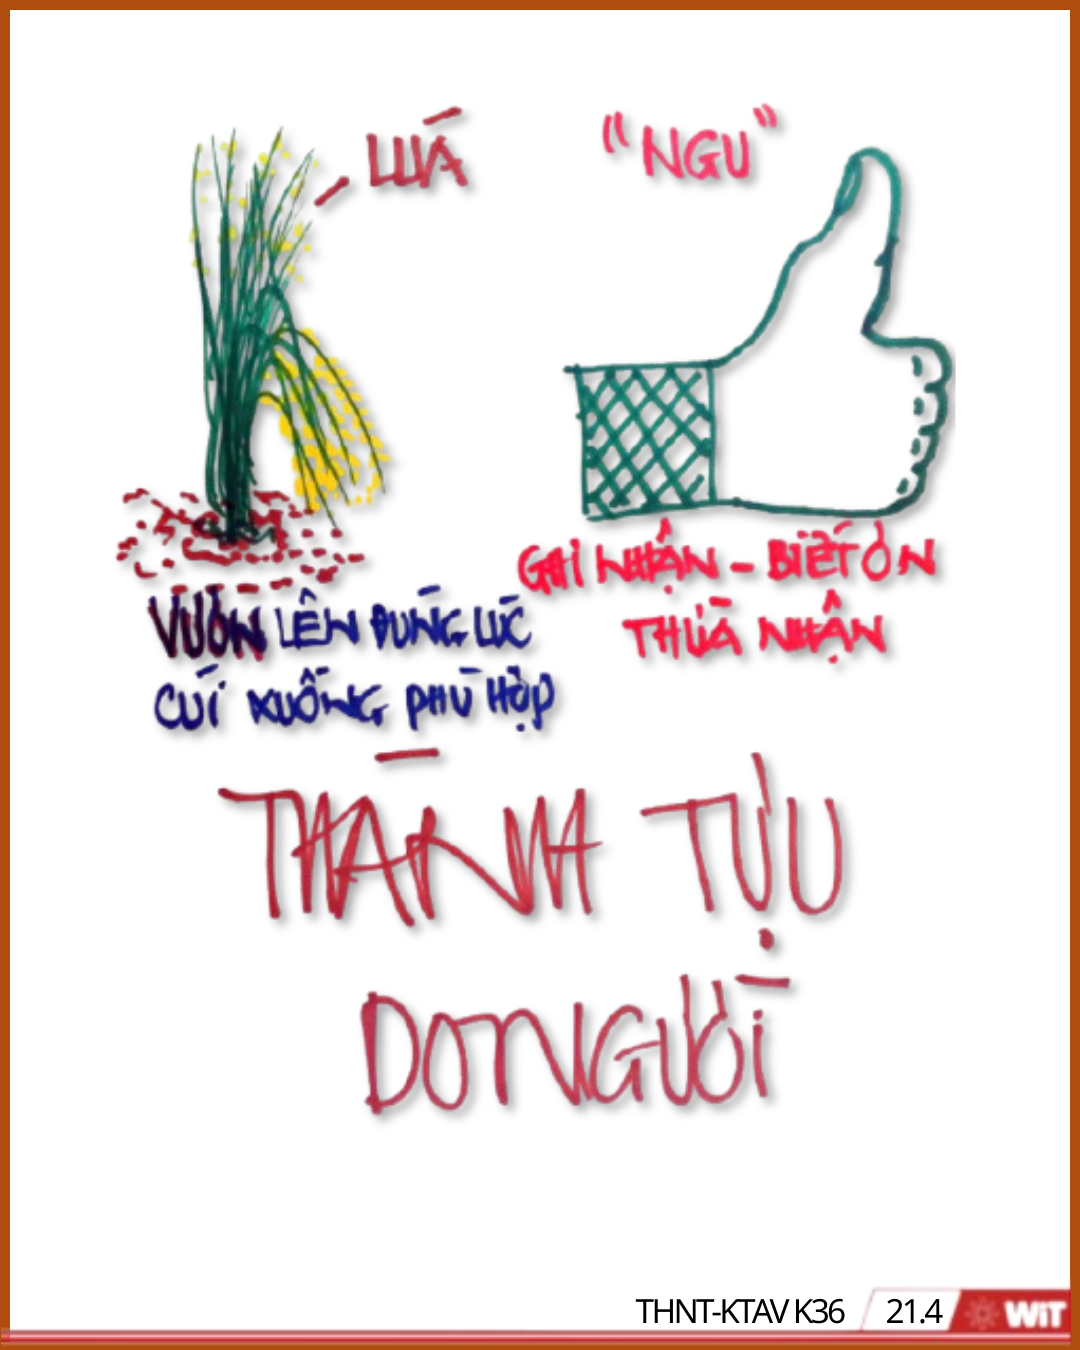 LÚA
"NGU"
GHI NHẬN - BIẾT ƠN
THỪA NHẬN
VƯƠN LÊN ĐÚNG LÚC
CÚI XUỐNG PHÙ HỢP
THÀNH TỰU
DO NGƯỜI
THNT-KTAV K36
21.4
WiT